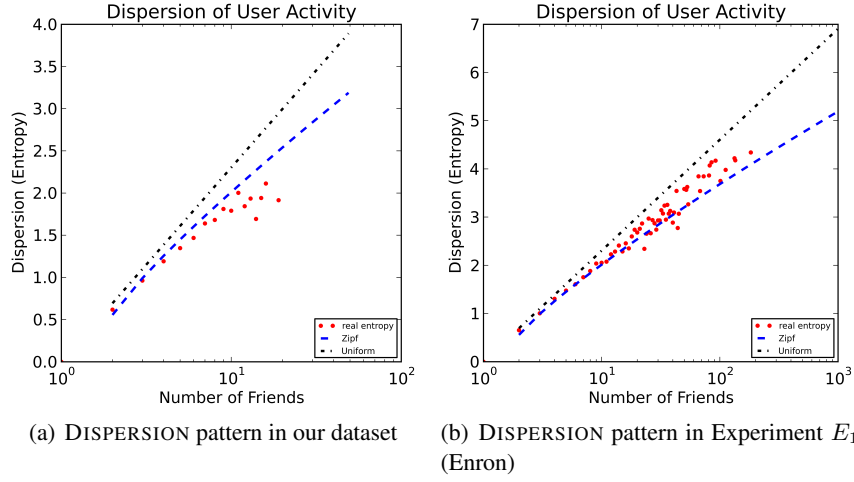 Dispersion of User Activity
4.0
3.5
3.0
2.5
2.0
1.5
1.0
0.5
0.0
Dispersion (Entropy)
10^0
10^1
10^2
Number of Friends
real entropy
Zipf
Uniform
(a) DISPERSION pattern in our dataset
Dispersion of User Activity
7
6
5
4
3
2
1
0
Dispersion (Entropy)
10^0
10^1
10^2
10^3
Number of Friends
real entropy
Zipf
Uniform
(b) DISPERSION pattern in Experiment E_1
(Enron)